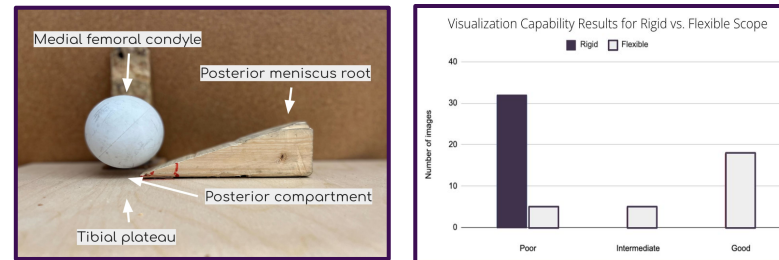 Medial femoral condyle
Posterior meniscus root
Posterior compartment
Tibial plateau
Visualization Capability Results for Rigid vs. Flexible Scope
Rigid Flexible
Number of images
40
30
20
10
0
Poor Intermediate Good